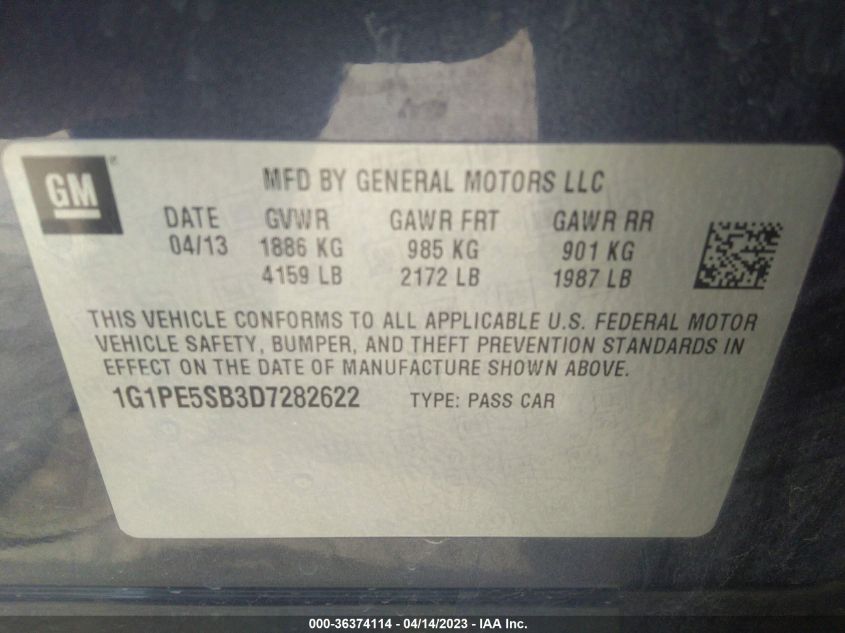 GM®
MFD BY GENERAL MOTORS LLC
DATE GVWR GAWR FRT GAWR RR
04/13 1886 KG 985 KG 901 KG
4159 LB 2172 LB 1987 LB
THIS VEHICLE CONFORMS TO ALL APPLICABLE U.S. FEDERAL MOTOR
VEHICLE SAFETY, BUMPER, AND THEFT PREVENTION STANDARDS IN
EFFECT ON THE DATE OF MANUFACTURE SHOWN ABOVE.
1G1PE5SB3D7282622 TYPE: PASS CAR
000-36374114 - 04/14/2023 - IAA Inc.